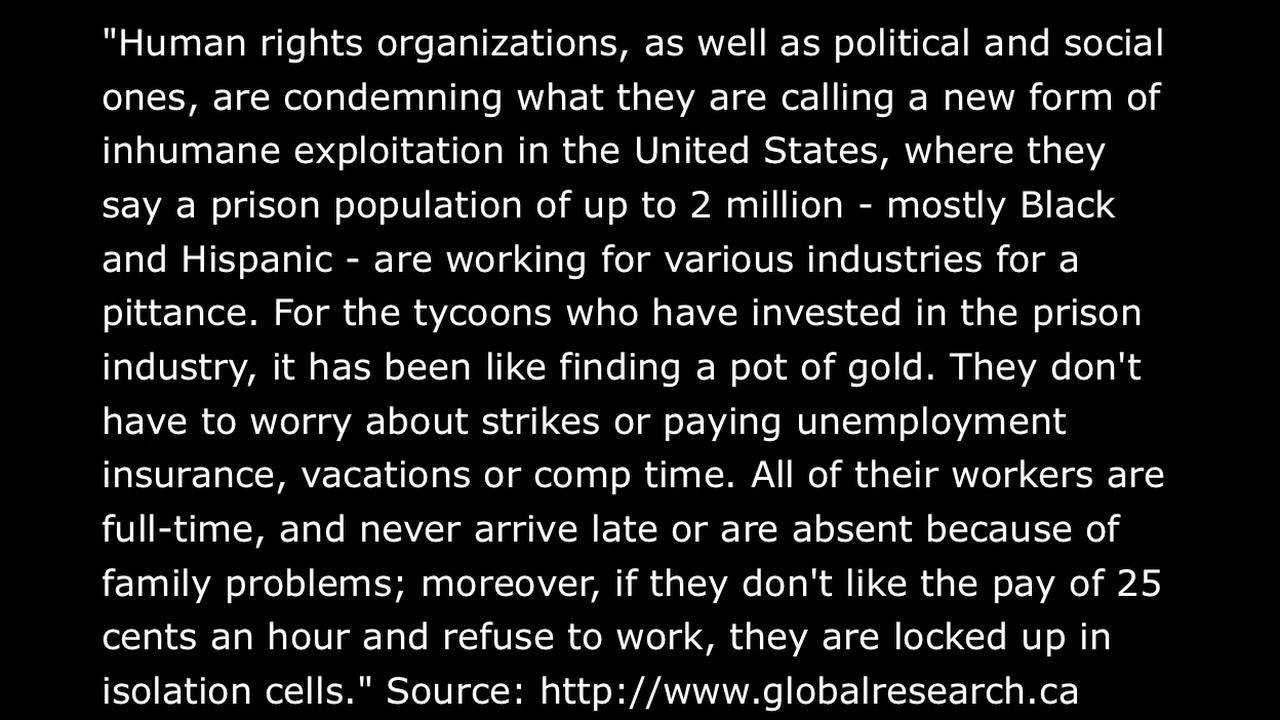 "Human rights organizations, as well as political and social
ones, are condemning what they are calling a new form of
inhumane exploitation in the United States, where they
say a prison population of up to 2 million - mostly Black
and Hispanic - are working for various industries for a
pittance. For the tycoons who have invested in the prison
industry, it has been like finding a pot of gold. They don't
have to worry about strikes or paying unemployment
insurance, vacations or comp time. All of their workers are
full-time, and never arrive late or are absent because of
family problems; moreover, if they don't like the pay of 25
cents an hour and refuse to work, they are locked up in
isolation cells." Source: http://www.globalresearch.ca